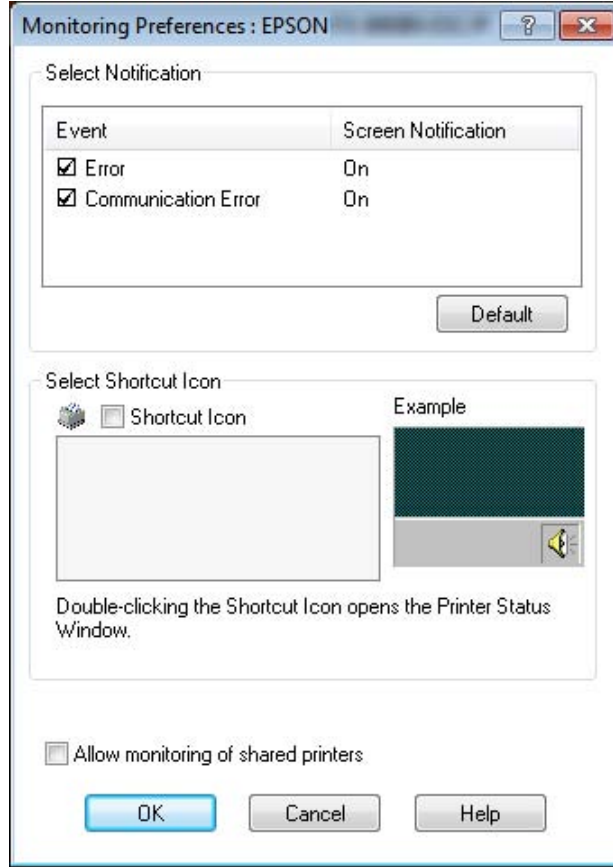 Monitoring Preferences : EPSON
Select Notification
Event Screen Notification
Error On
Communication Error On
Default
Select Shortcut Icon
Shortcut Icon
Example
Double-clicking the Shortcut Icon opens the Printer Status
Window.
Allow monitoring of shared printers
OK Cancel Help